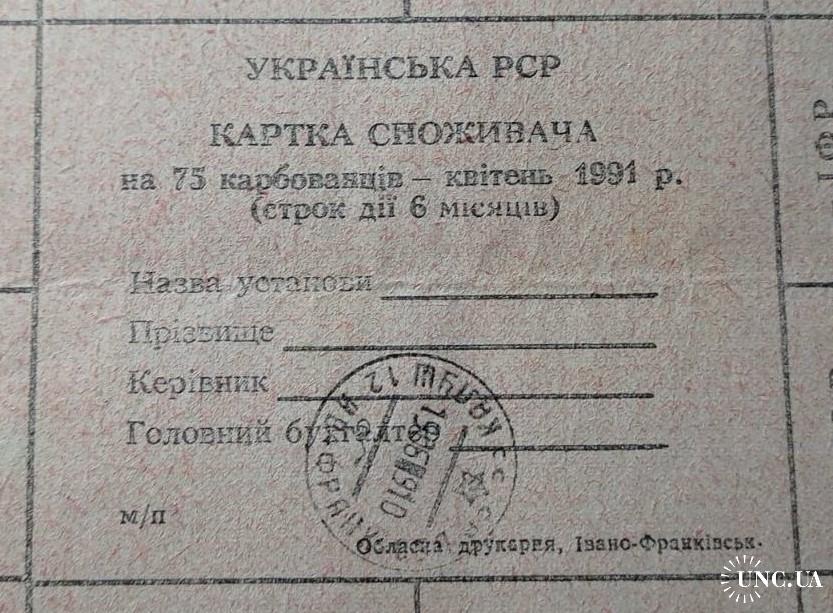 УКРАЇНСЬКА РСР
КАРТКА СПОЖИВАЧА
на 75 карбованців — квітень 1991 р.
(строк дії 6 місяців)
Назва установи
Прізвище
Керівник
Головний бухгалтер
м/п
Обласна друкарня, Івано-Франківськ.
UNC.UA